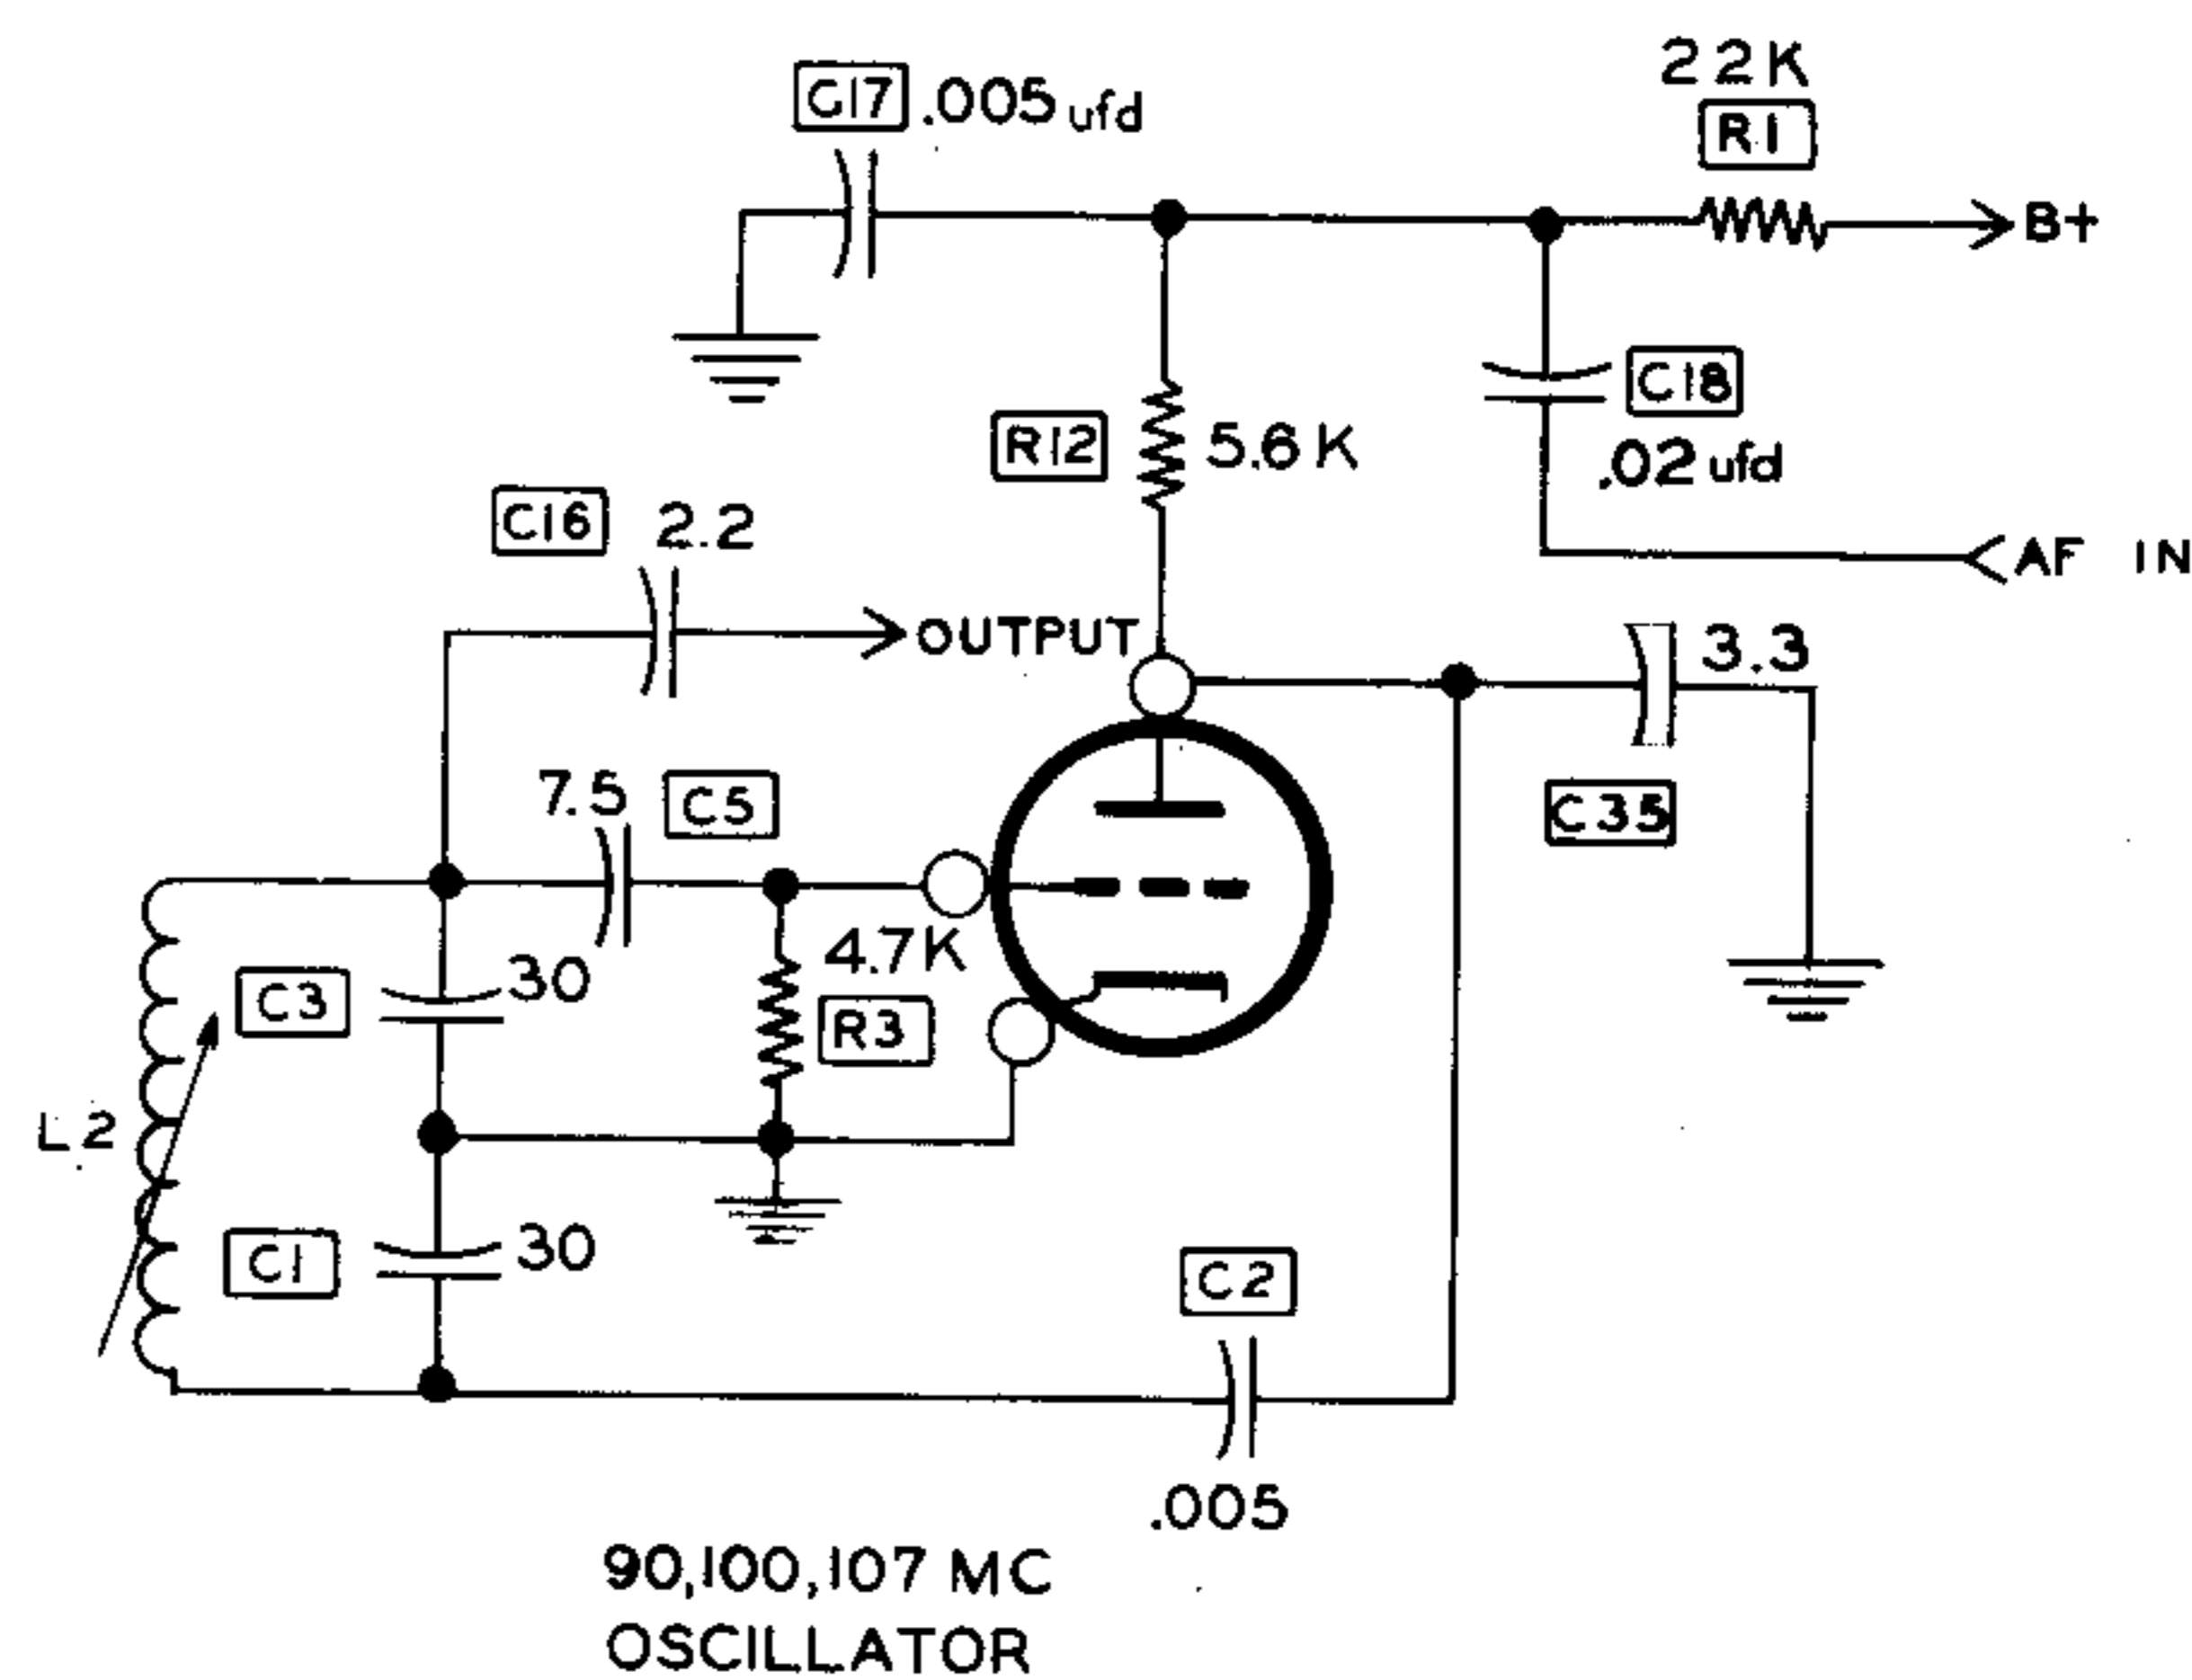 C17 .005 ufd
22K
R1
B+
R12 5.6 K
C18
.02 ufd
AF IN
C16 2.2
OUTPUT
3.3
C35
7.5 C5
4.7K
R3
C3 30
L2
C1 30
C2
.005
90,100,107 MC
OSCILLATOR